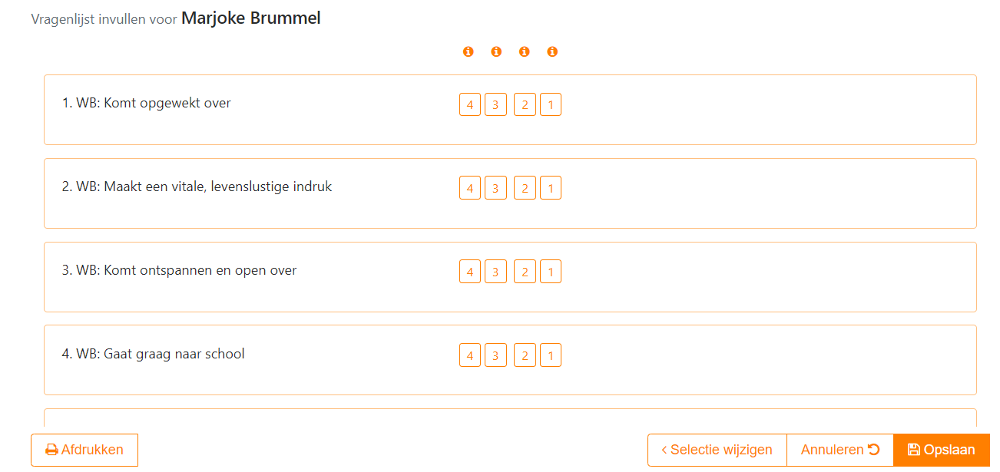 Vragenlijst invullen voor Marjoke Brummel
1. WB: Komt opgewekt over
4 3 2 1
2. WB: Maakt een vitale, levenslustige indruk
4 3 2 1
3. WB: Komt ontspannen en open over
4 3 2 1
4. WB: Gaat graag naar school
4 3 2 1
Afdrukken
Selectie wijzigen
Annuleren
Opslaan